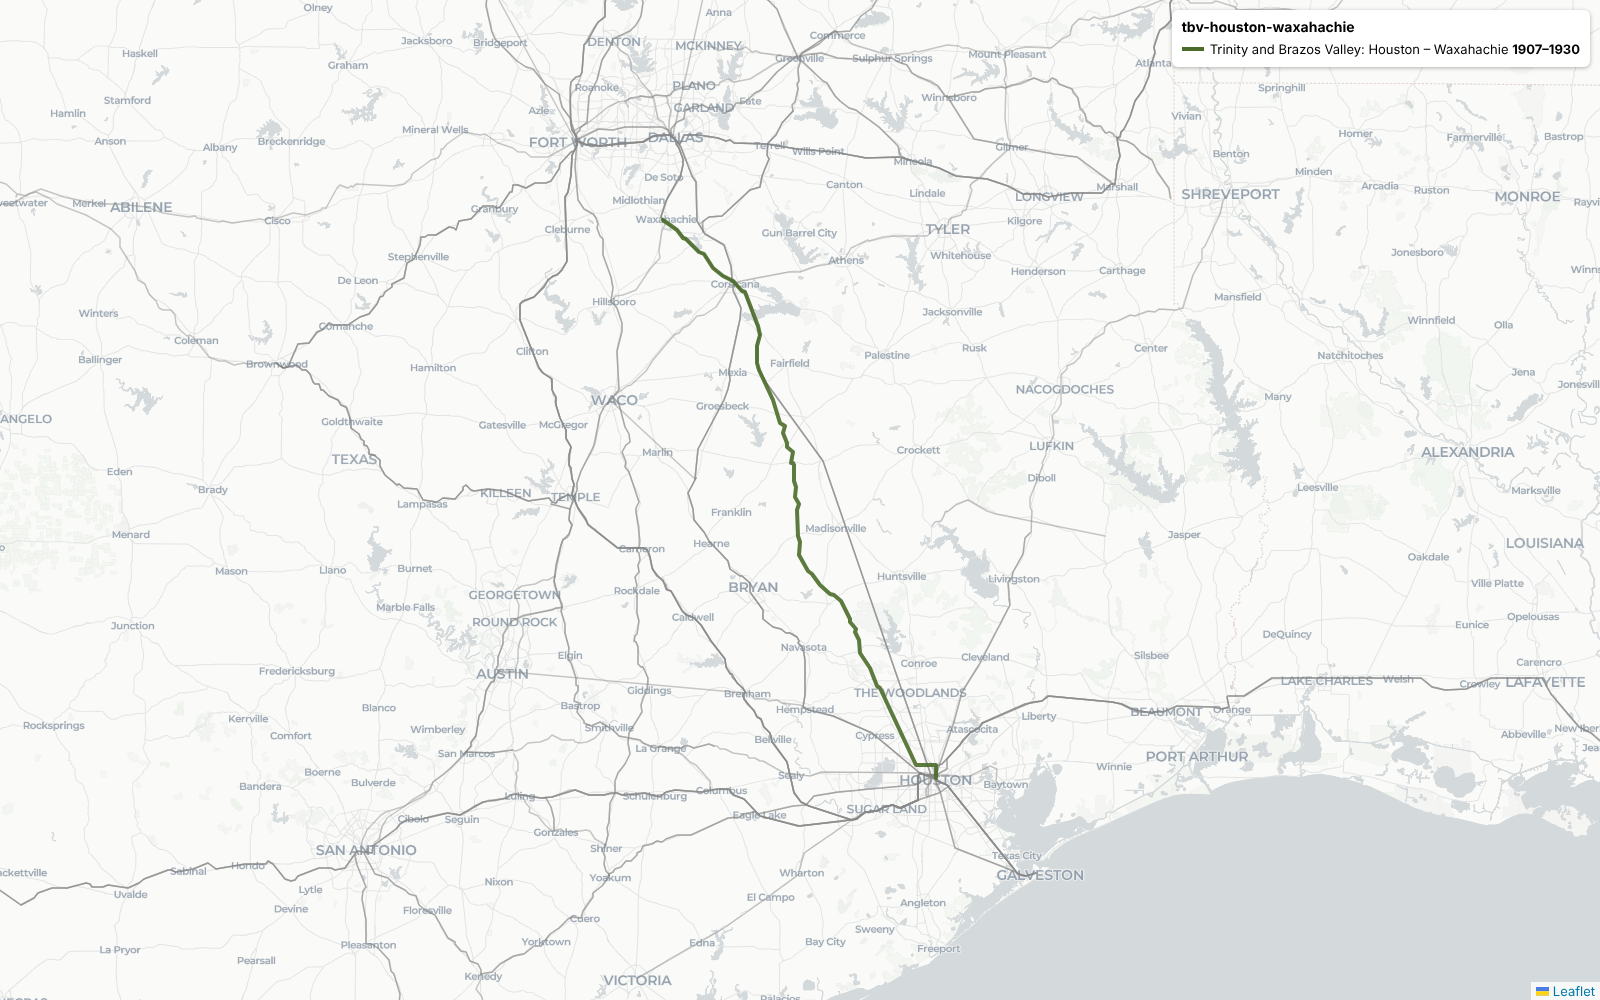 tbv-houston-waxahachie
Trinity and Brazos Valley: Houston – Waxahachie 1907–1930
Olney
Anna
Commerce
Haskell
Jacksboro
Bridgeport
DENTON
MCKINNEY
Greenville
Sulphur Springs
Mount Pleasant
Atlanta
Graham
Roanoke
PLANO
Springhill
Stamford
Hamlin
Azle
GARLAND
Fate
Winnsboro
Vivian
Anson
Albany
Breckenridge
Mineral Wells
FORT WORTH
DALLAS
Terrell
Wills Point
Mineola
Gilmer
Benton
Homer
Farmerville
Bastrop
De Soto
Canton
Lindale
LONGVIEW
Marshall
SHREVEPORT
Minden
Arcadia
Ruston
MONROE
Merkel
ABILENE
Cisco
Granbury
Midlothian
Waxahachie
Kilgore
Cleburne
Gun Barrel City
TYLER
Whitehouse
Stephenville
Athens
Henderson
Carthage
Jonesboro
De Leon
Corsicana
Mansfield
Winters
Hillsboro
Jacksonville
Winnfield
Olla
Comanche
Coleman
Ballinger
Brownwood
Hamilton
Clifton
Mexia
Fairfield
Palestine
Rusk
Center
Natchitoches
Jena
Jonesvil
NACOGDOCHES
Many
WACO
Groesbeck
ANGELO
Goldthwaite
Gatesville
McGregor
Marlin
Crockett
LUFKIN
ALEXANDRIA
TEXAS
Eden
Brady
Lampasas
KILLEEN
TEMPLE
Diboll
Leesville
Marksville
Franklin
Madisonville
Menard
Cameron
Hearne
Jasper
LOUISIANA
Oakdale
Mason
Llano
Burnet
Huntsville
Livingston
Ville Platte
GEORGETOWN
Rockdale
BRYAN
Marble Falls
Caldwell
Opelousas
Junction
ROUND ROCK
Eunice
DeQuincy
Navasota
Elgin
Conroe
Cleveland
Silsbee
Carencro
Fredericksburg
AUSTIN
Giddings
Brenham
THE WOODLANDS
LAKE CHARLES
Welsh
Crowley
LAFAYETTE
Blanco
Bastrop
Hempstead
Liberty
BEAUMONT
Orange
Rocksprings
Kerrville
Wimberley
Smithville
Cypress
Atascocita
Abbeville
New Iber
Comfort
San Marcos
La Grange
Bellville
PORT ARTHUR
Jea
Boerne
Bulverde
Sealy
HOUSTON
Winnie
Bandera
Luling
Schulenburg
Columbus
Baytown
Cibolo
Seguin
Eagle Lake
SUGAR LAND
Gonzales
SAN ANTONIO
Shiner
Texas City
ckettville
Sabinal
Hondo
Nixon
Yoakum
Wharton
GALVESTON
Uvalde
Lytle
Devine
Floresville
El Campo
Angleton
Cuero
Sweeny
La Pryor
Pleasanton
Yorktown
Edna
Bay City
Freeport
Pearsall
Kenedy
VICTORIA
Palacios
Leaflet